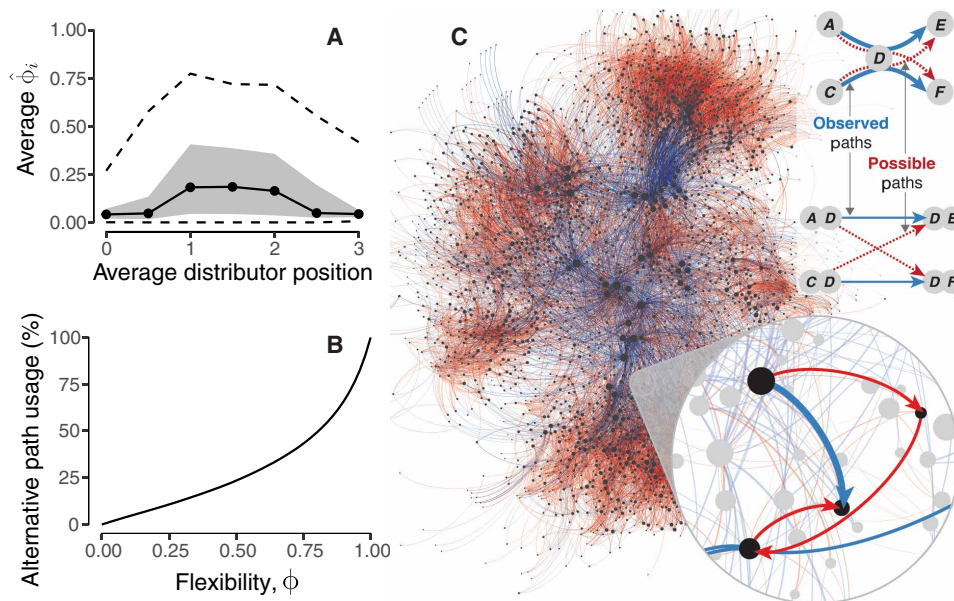 A
Average ϕ̂ᵢ
1.00
0.75
0.50
0.25
0.00
0
1
2
3
Average distributor position
B
Alternative path usage (%)
100
75
50
25
0
0.00
0.25
0.50
0.75
1.00
Flexibility, ϕ
C
A
E
D
C
F
Observed
paths
Possible
paths
A D
D E
C D
D F